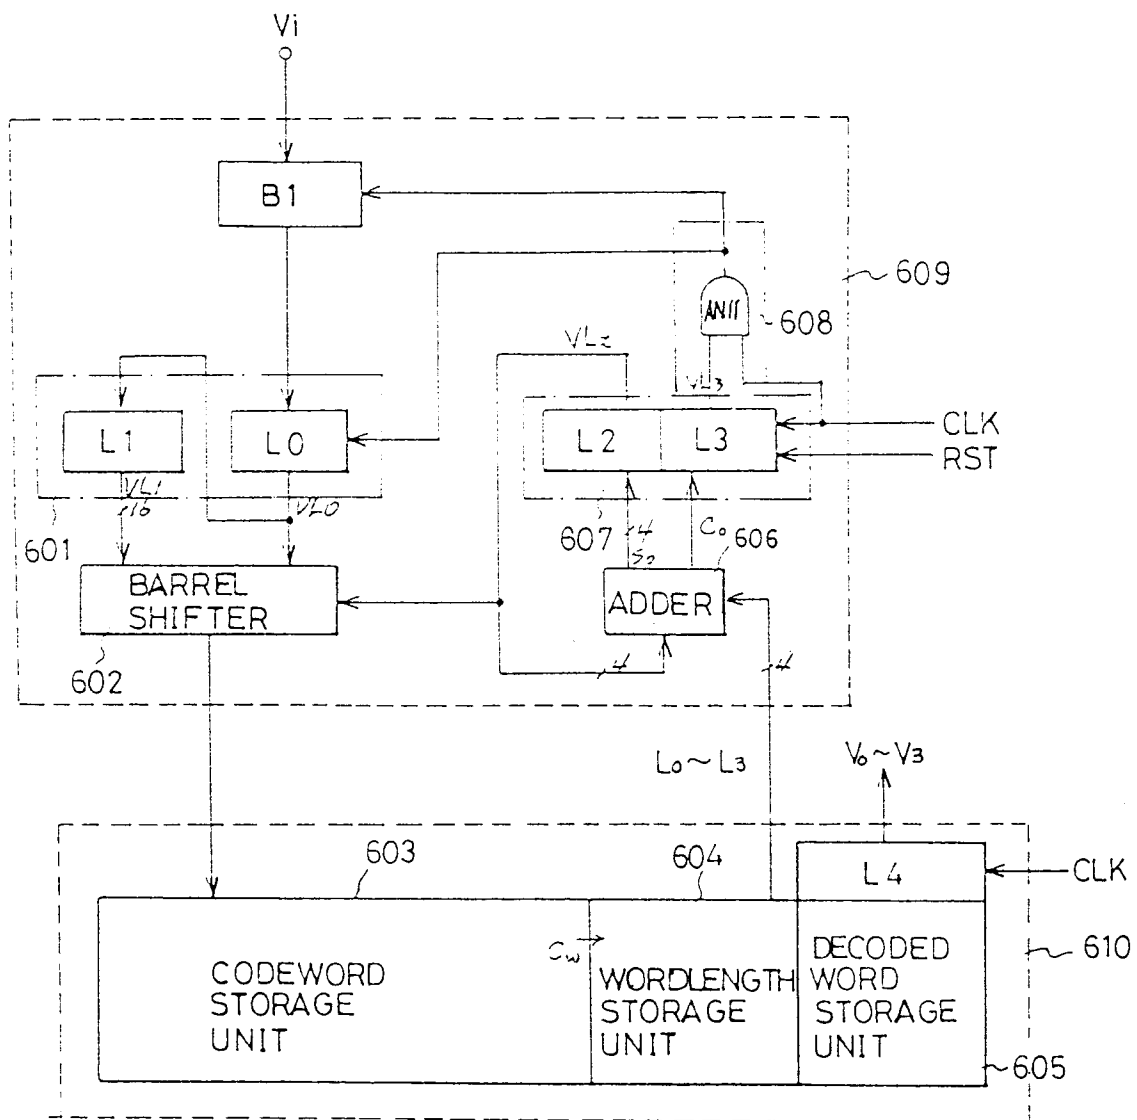 Vi
B1
609
AN11
608
VL2
VL3
L1
L0
L2
L3
CLK
RST
VL1
16
VL0
601
607
4
S0
C0
606
BARREL
SHIFTER
ADDER
602
4
4
L0~L3
V0~V3
603
604
L4
CLK
Cw
CODEWORD
STORAGE
UNIT
WORDLENGTH
STORAGE
UNIT
DECODED
WORD
STORAGE
UNIT
610
605